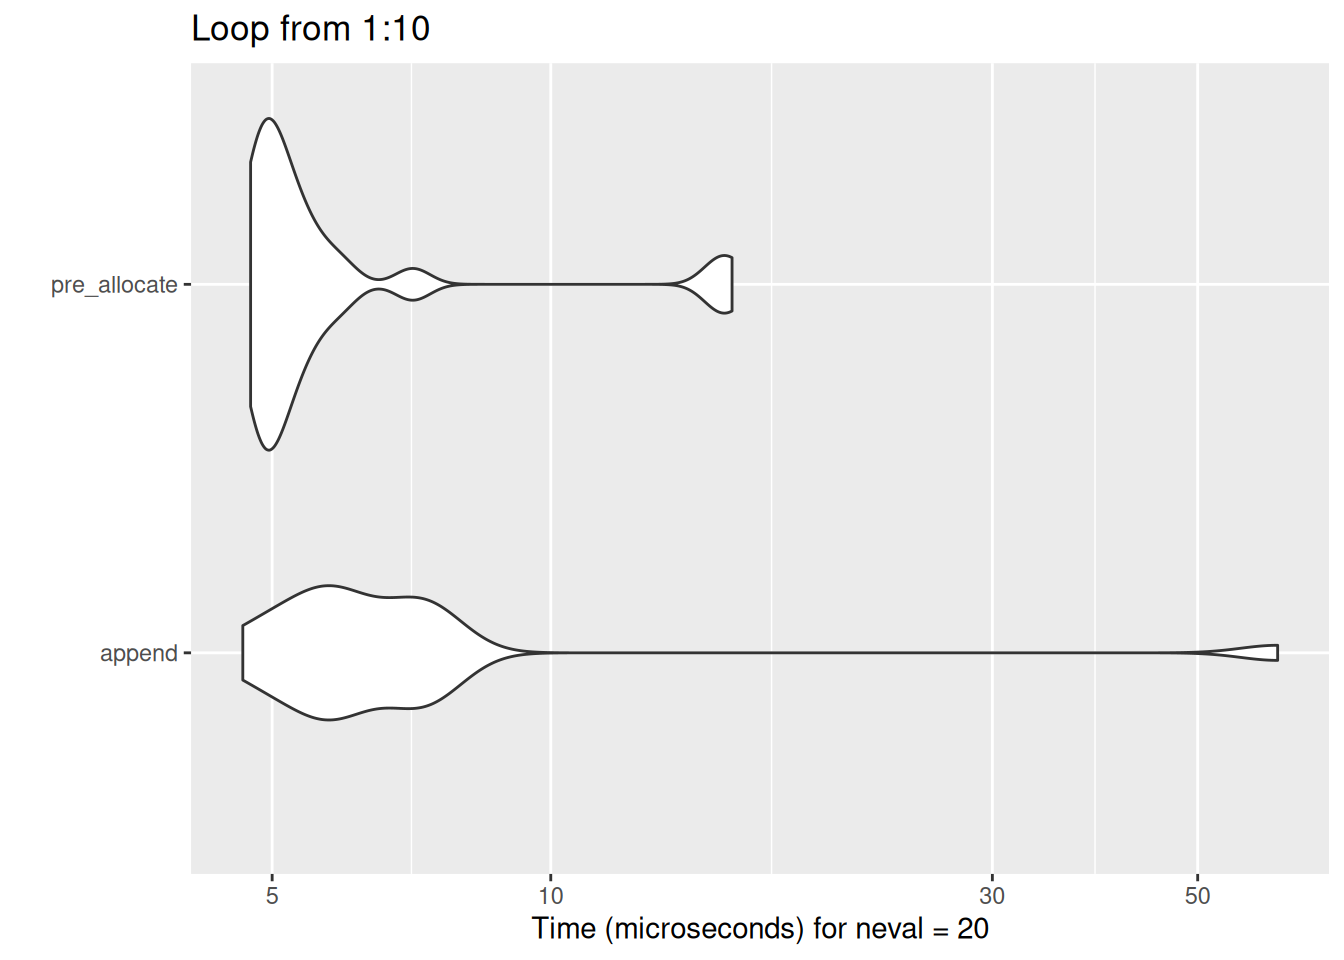 Loop from 1:10
pre_allocate
append
5
10
30
50
Time (microseconds) for neval = 20